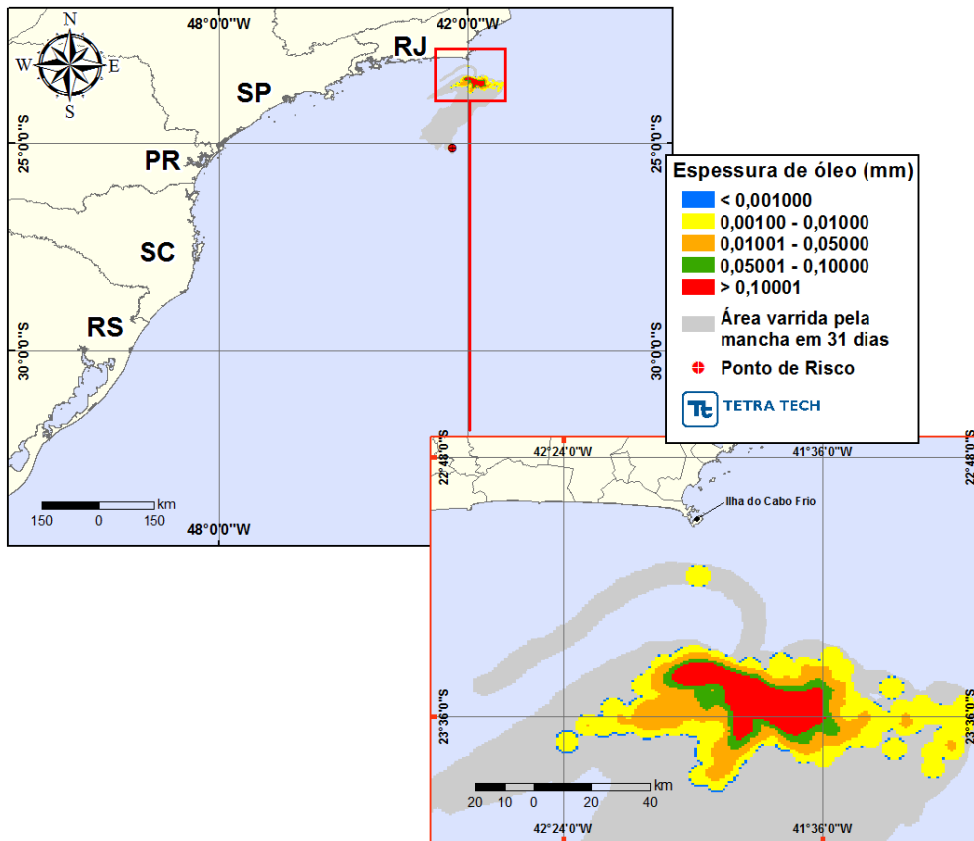 48°0'0"W
42°0'0"W
N
W
E
S
RJ
SP
25°0'0"S
25°0'0"S
PR
SC
RS
30°0'0"S
30°0'0"S
km
150 0 150
48°0'0"W
Espessura de óleo (mm)
< 0,001000
0,00100 - 0,01000
0,01001 - 0,05000
0,05001 - 0,10000
> 0,10001
Área varrida pela
mancha em 31 dias
Ponto de Risco
Tt TETRA TECH
42°24'0"W
41°36'0"W
22°48'0"S
22°48'0"S
Ilha do Cabo Frio
23°36'0"S
23°36'0"S
km
20 10 0 20 40
42°24'0"W
41°36'0"W